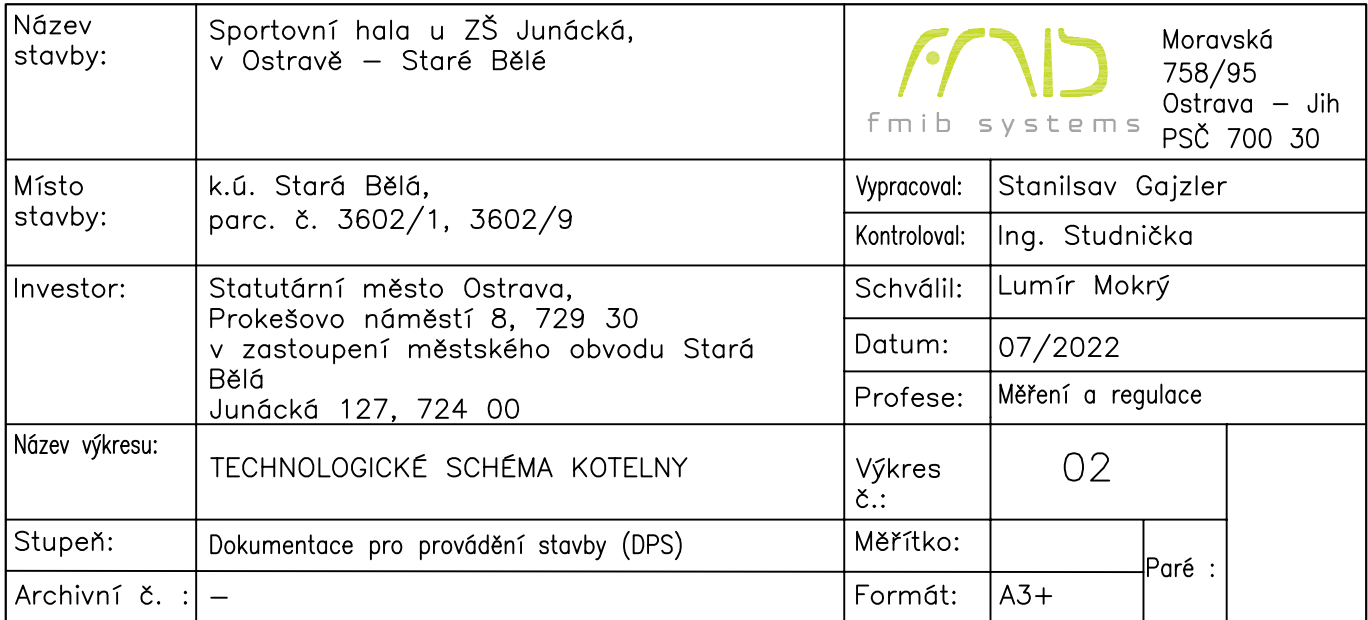 Název
stavby:
Sportovní hala u ZŠ Junácká,
v Ostravě – Staré Bělé
fmib systems
Moravská
758/95
Ostrava – Jih
PSČ 700 30
Místo
stavby:
k.ú. Stará Bělá,
parc. č. 3602/1, 3602/9
Vypracoval:
Stanilsav Gajzler
Kontroloval:
Ing. Studnička
Investor:
Statutární město Ostrava,
Prokešovo náměstí 8, 729 30
v zastoupení městského obvodu Stará
Bělá
Junácká 127, 724 00
Schválil:
Lumír Mokrý
Datum:
07/2022
Profese:
Měření a regulace
Název výkresu:
TECHNOLOGICKÉ SCHÉMA KOTELNY
Výkres
č.:
02
Stupeň:
Dokumentace pro provádění stavby (DPS)
Měřítko:
Paré :
Archivní č. :
–
Formát:
A3+